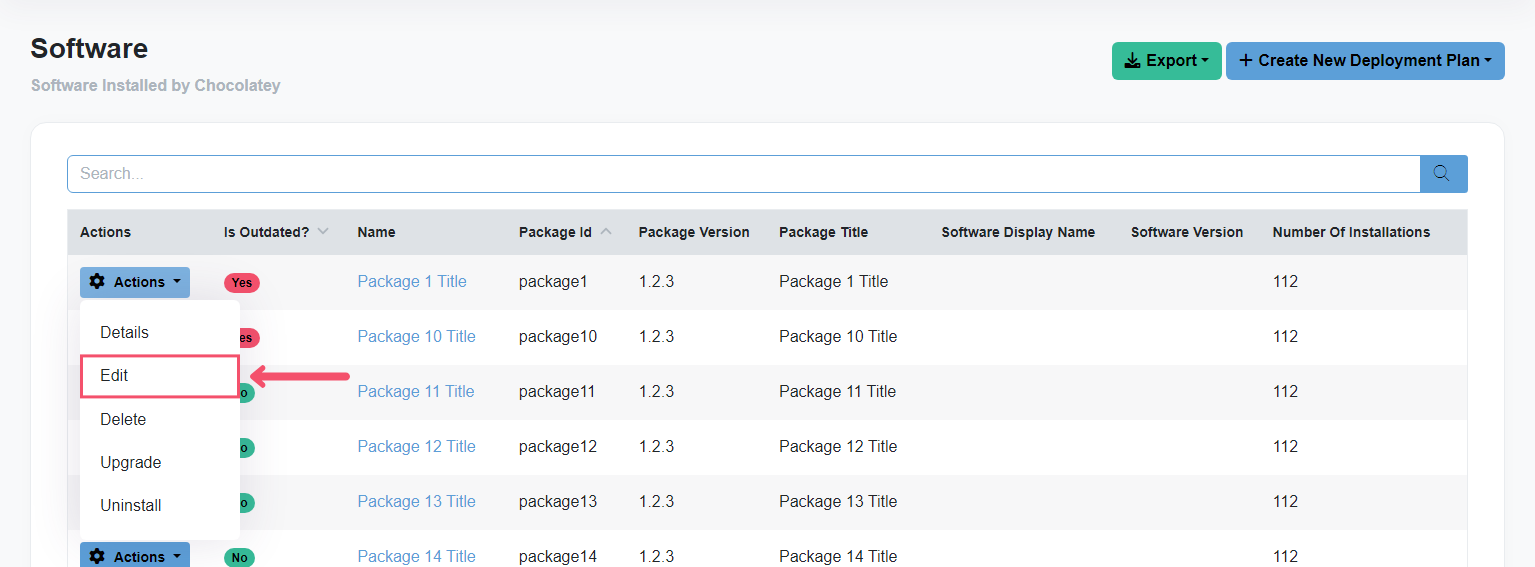 Software
Software Installed by Chocolatey
Export
Create New Deployment Plan
Search...
Actions Is Outdated? Name Package Id Package Version Package Title Software Display Name Software Version Number Of Installations
Actions Yes Package 1 Title package1 1.2.3 Package 1 Title 112
Details
Package 10 Title package10 1.2.3 Package 10 Title 112
Edit
Package 11 Title package11 1.2.3 Package 11 Title 112
Delete
Package 12 Title package12 1.2.3 Package 12 Title 112
Upgrade
Package 13 Title package13 1.2.3 Package 13 Title 112
Uninstall
Actions No Package 14 Title package14 1.2.3 Package 14 Title 112